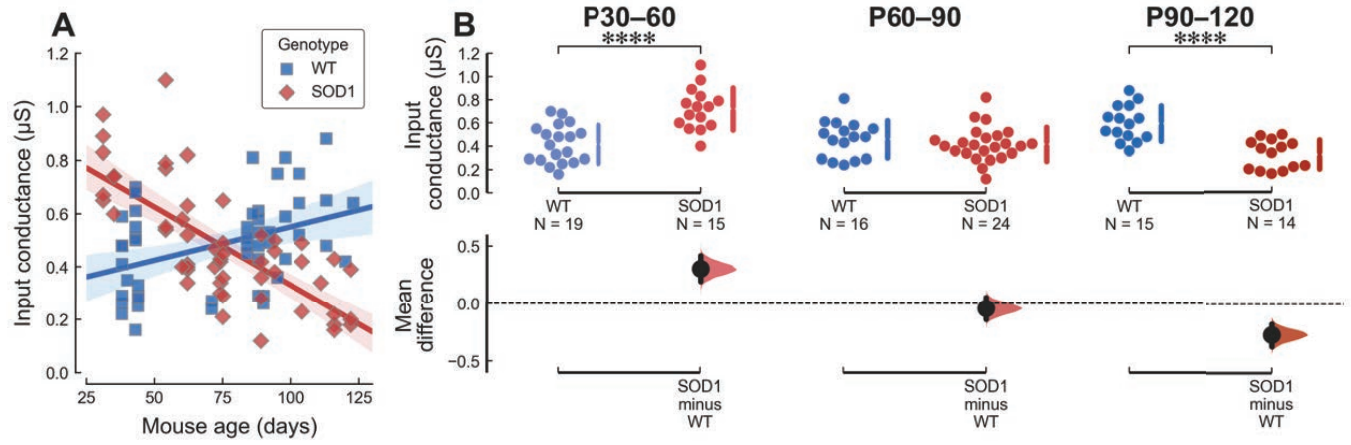 A
Genotype
WT
SOD1
Input conductance (µS)
1.2
1.0
0.8
0.6
0.4
0.2
0.0
25
50
75
100
125
Mouse age (days)
B
P30–60
P60–90
P90–120
****
****
Input
conductance (µS)
1.2
1.0
0.8
0.6
0.4
0.2
0.0
WT
N = 19
SOD1
N = 15
WT
N = 16
SOD1
N = 24
WT
N = 15
SOD1
N = 14
Mean
difference
0.5
0.0
−0.5
SOD1
minus
WT
SOD1
minus
WT
SOD1
minus
WT